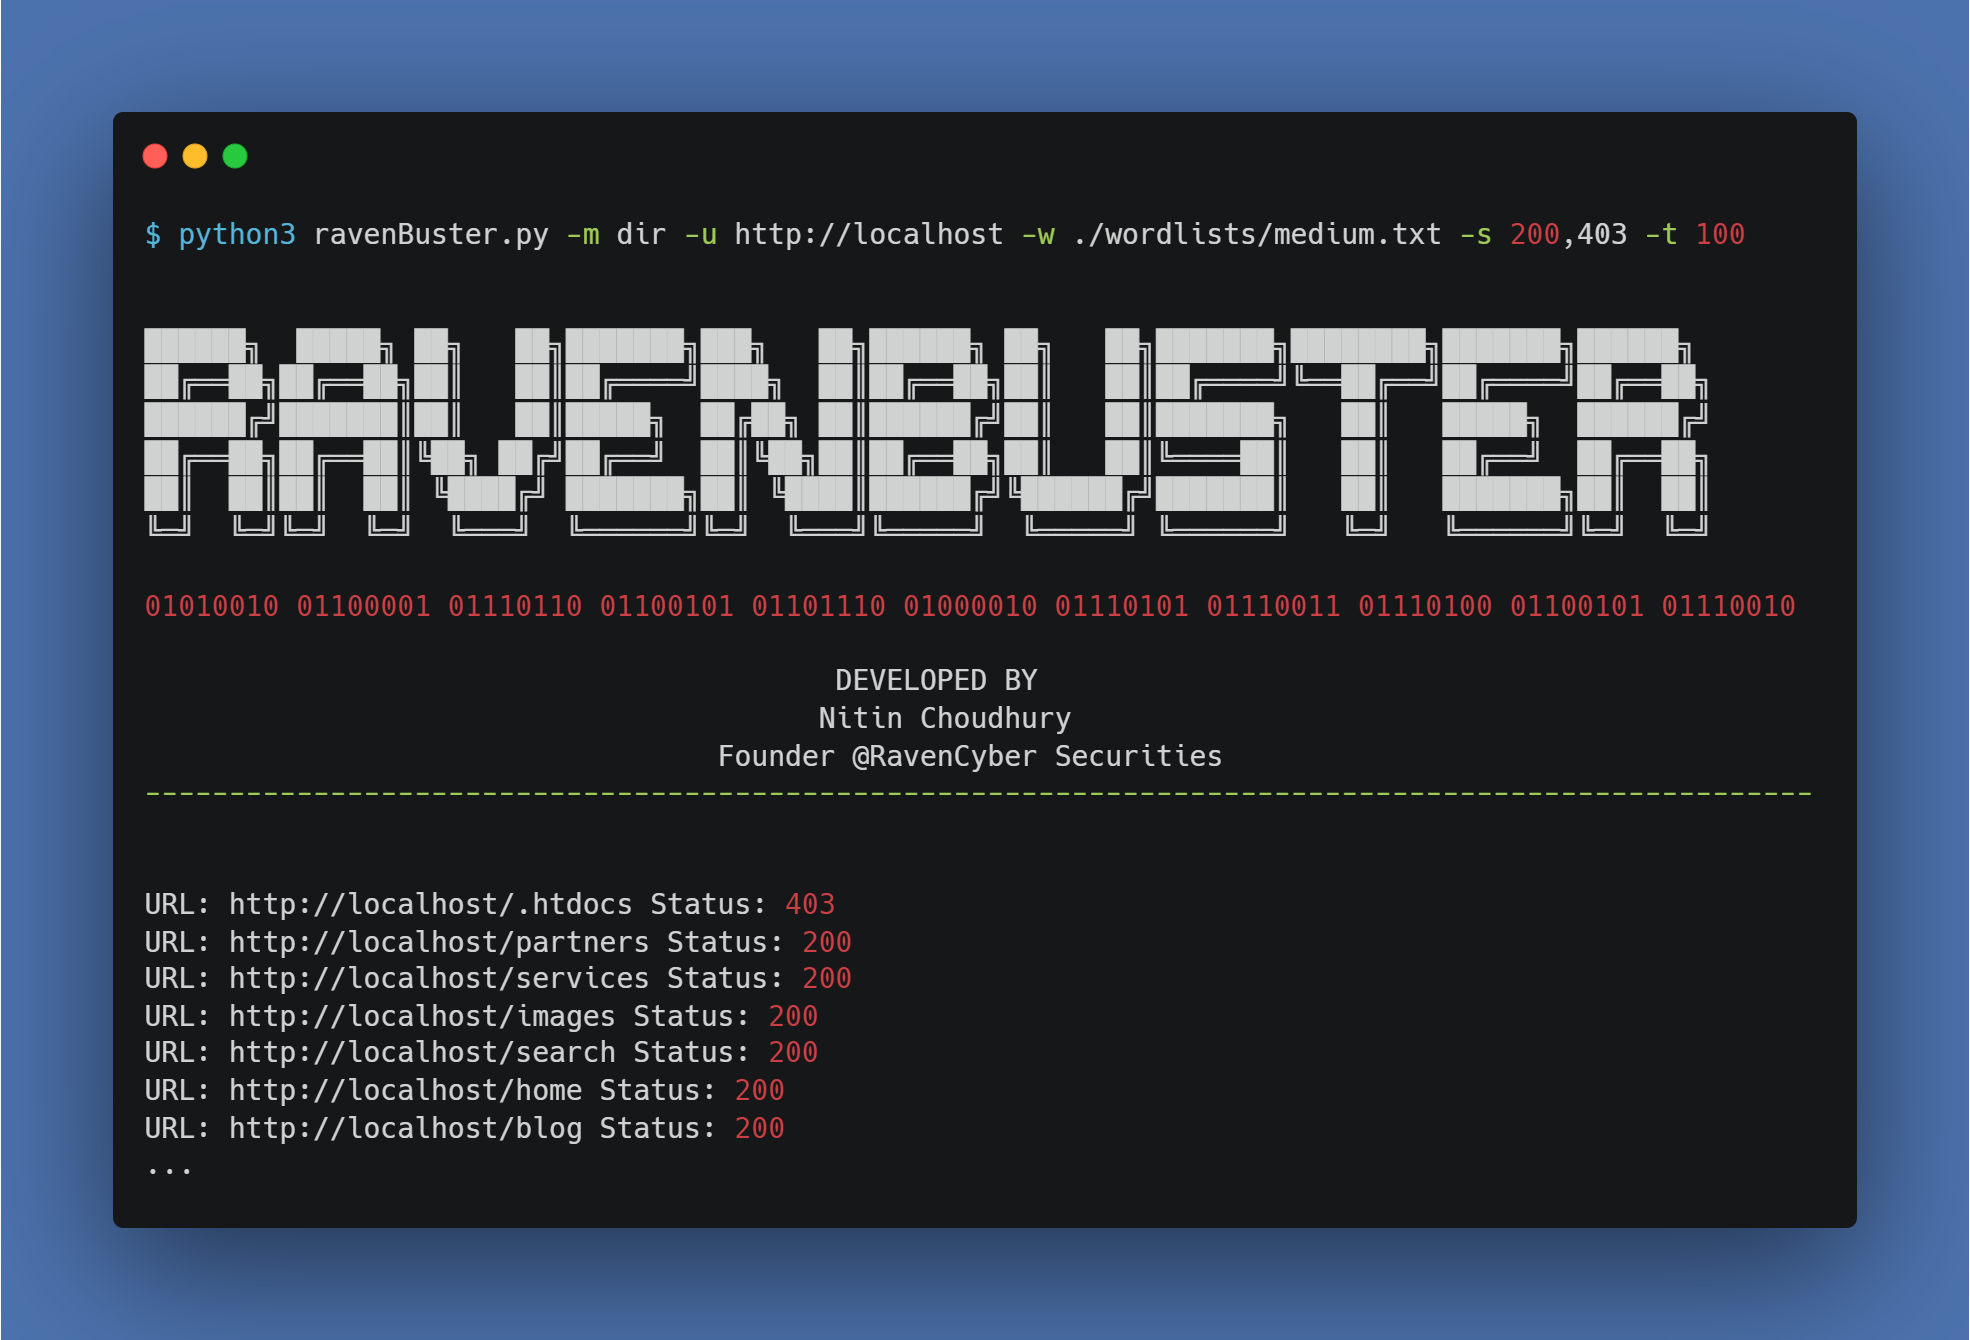 $ python3 ravenBuster.py -m dir -u http://localhost -w ./wordlists/medium.txt -s 200,403 -t 100
RAVENBUSTER
01010010 01100001 01110110 01100101 01101110 01000010 01110101 01110011 01110100 01100101 01110010
DEVELOPED BY
Nitin Choudhury
Founder @RavenCyber Securities
---------------------------------------------------------------------------------------------------
URL: http://localhost/.htdocs Status: 403
URL: http://localhost/partners Status: 200
URL: http://localhost/services Status: 200
URL: http://localhost/images Status: 200
URL: http://localhost/search Status: 200
URL: http://localhost/home Status: 200
URL: http://localhost/blog Status: 200
...